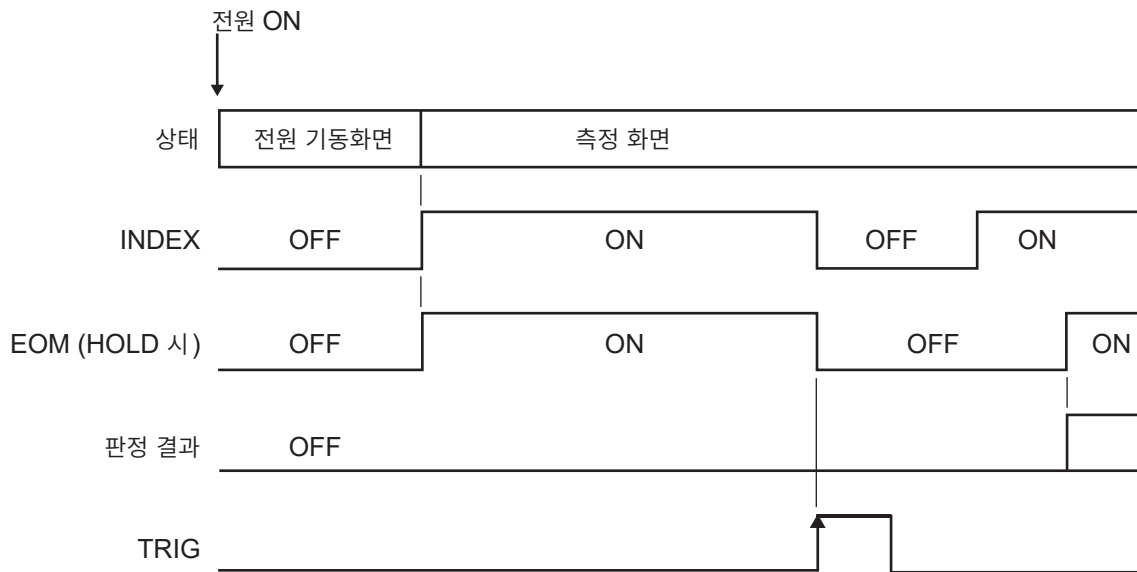 전원 ON
상태 전원 기동화면 측정 화면
INDEX OFF ON OFF ON
EOM (HOLD 시) OFF ON OFF ON
판정 결과 OFF
TRIG